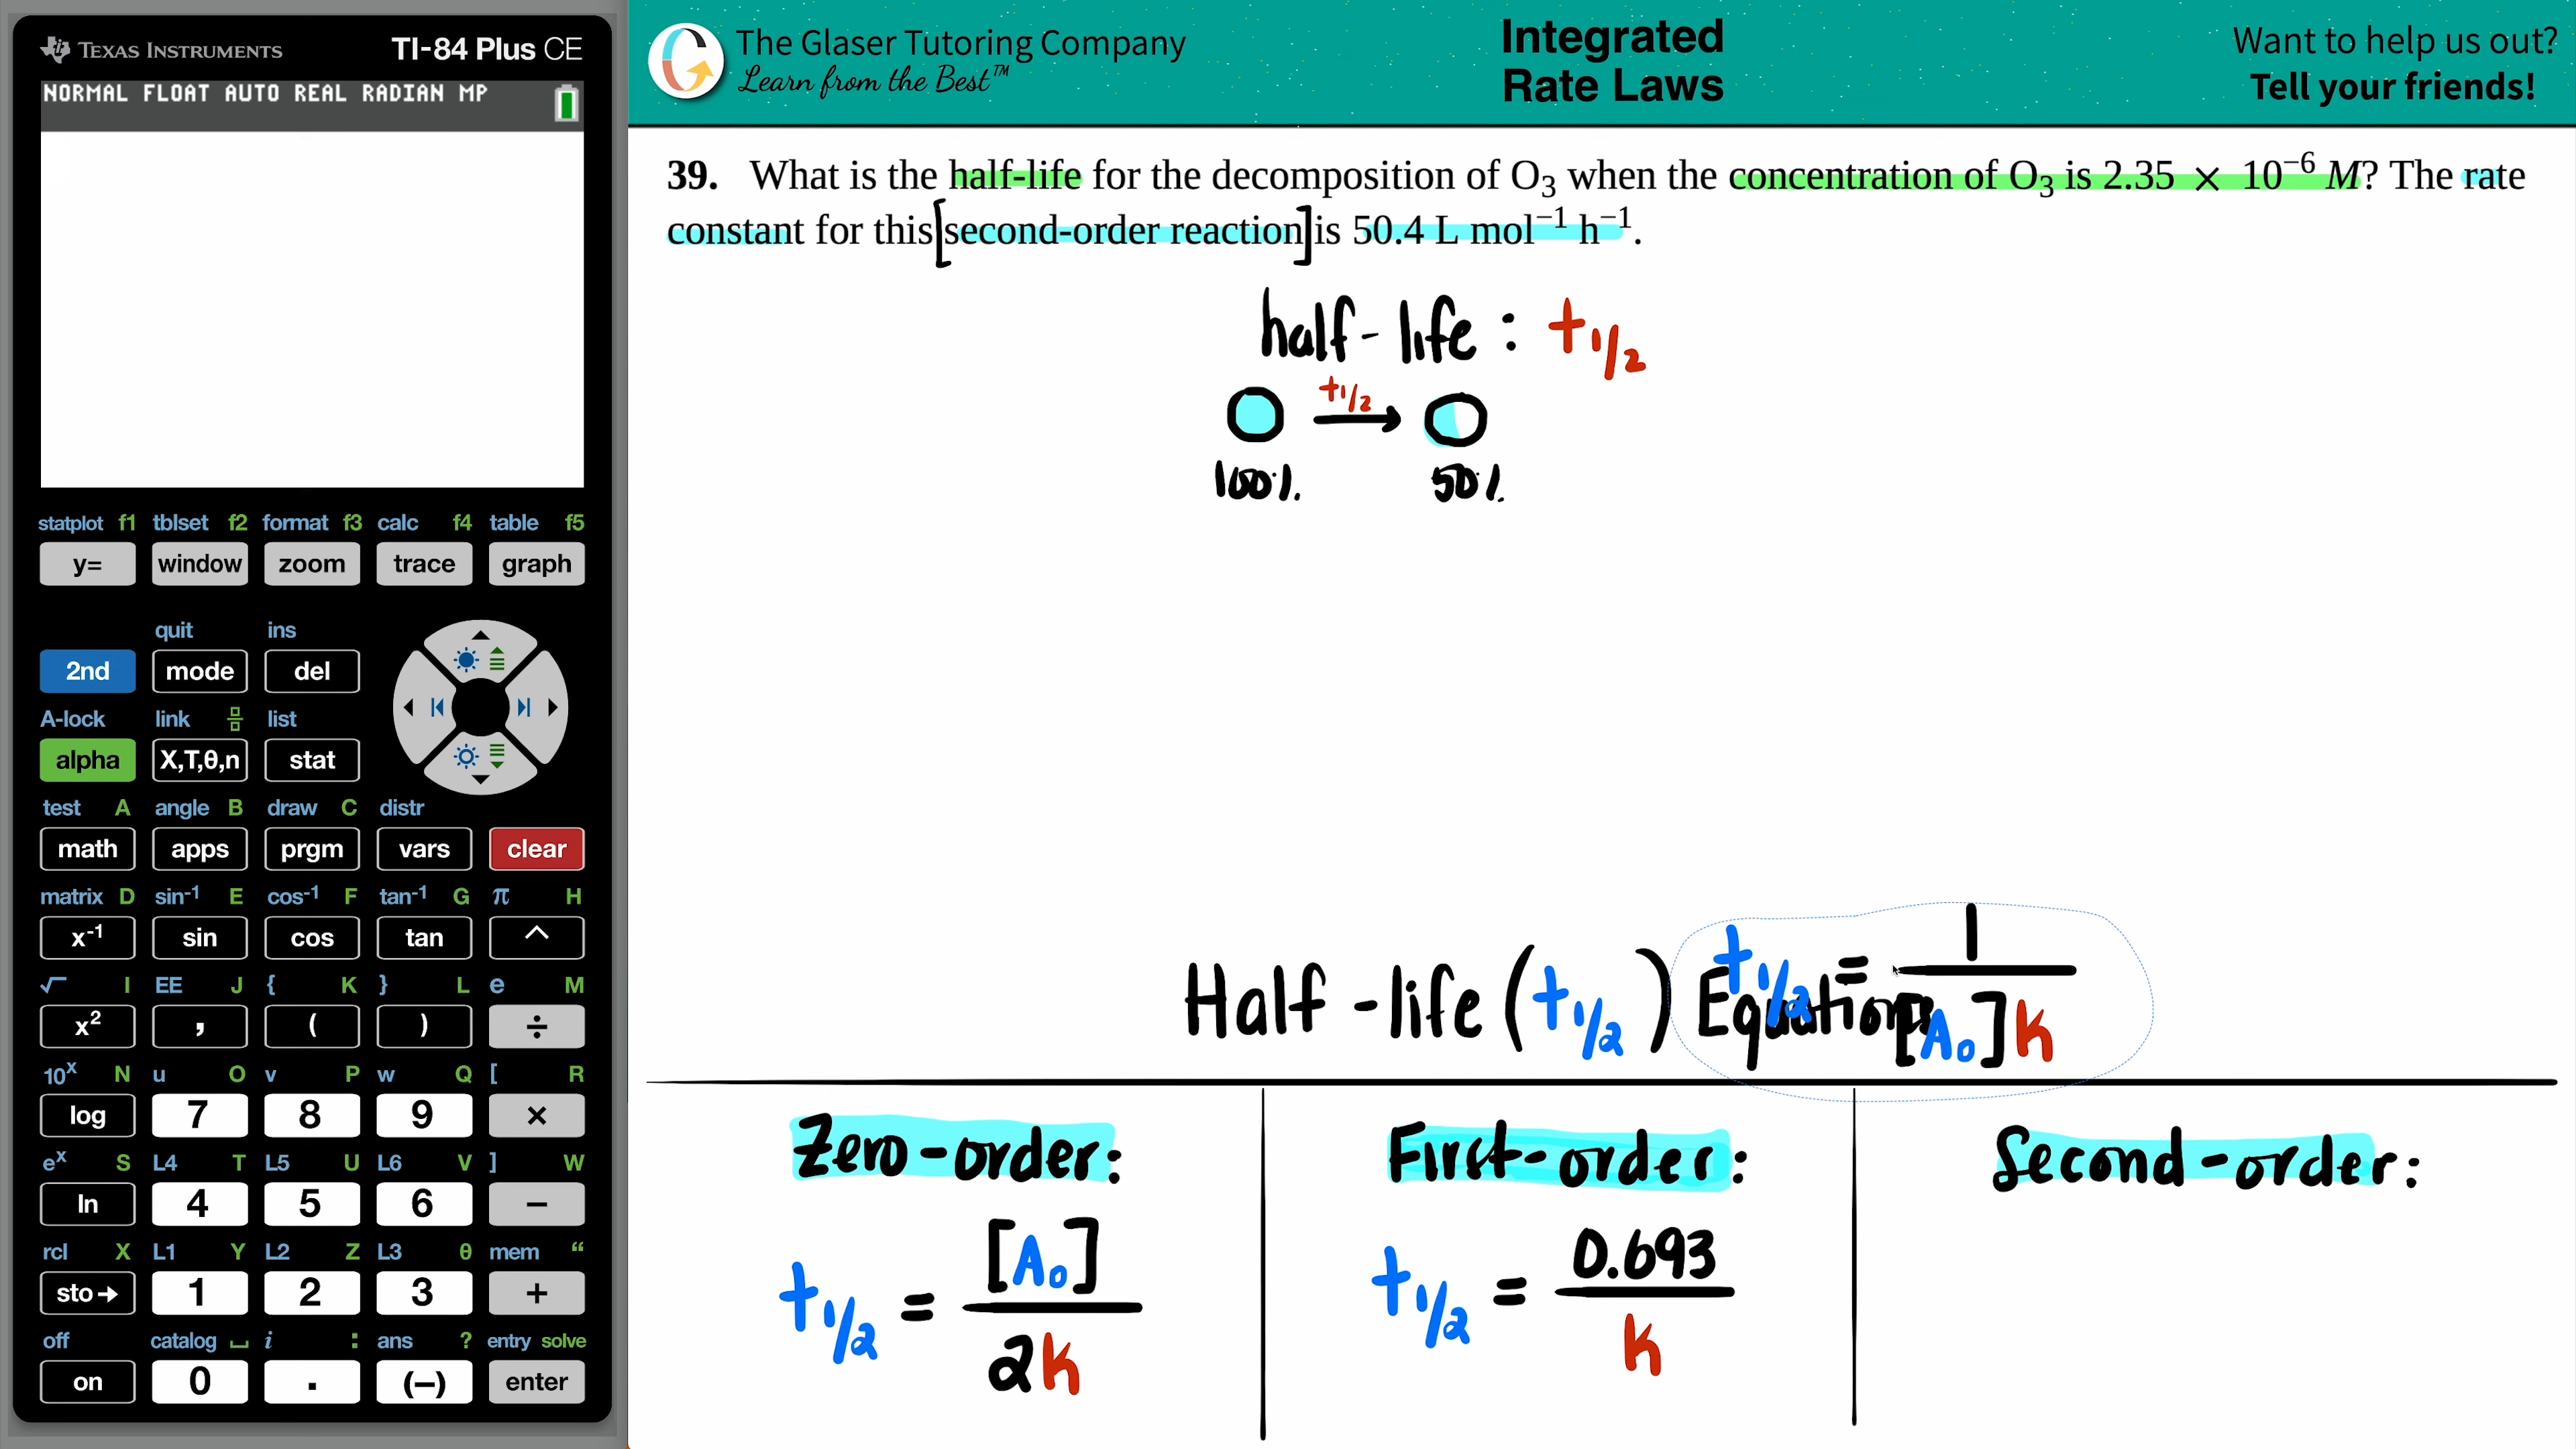 TEXAS INSTRUMENTS TI-84 Plus CE
NORMAL FLOAT AUTO REAL RADIAN MP
statplot f1 tblset f2 format f3 calc f4 table f5
y= window zoom trace graph
quit ins
2nd mode del
A-lock link list
alpha X,T,θ,n stat
test A angle B draw C distr
math apps prgm vars clear
matrix D sin⁻¹ E cos⁻¹ F tan⁻¹ G π H
x⁻¹ sin cos tan ^
√ I EE J { K } L e M
x² , ( ) ÷
10ˣ N u O v P w Q [ R
log 7 8 9 ×
eˣ S L4 T L5 U L6 V ] W
ln 4 5 6 −
rcl X L1 Y L2 Z L3 θ mem “
sto→ 1 2 3 +
off catalog ⎵ i : ans ? entry solve
on 0 . (−) enter
The Glaser Tutoring Company
Learn from the Best™
Integrated
Rate Laws
Want to help us out?
Tell your friends!
39. What is the half-life for the decomposition of O₃ when the concentration of O₃ is 2.35 × 10⁻⁶ M? The rate
constant for this [second-order reaction] is 50.4 L mol⁻¹ h⁻¹.
half-life : t1/2
t1/2
100% 50%
Half-life (t1/2) Equations
t1/2 = 1 / [A₀]k
Zero-order: First-order: Second-order:
t1/2 = [A₀] / 2k t1/2 = 0.693 / k